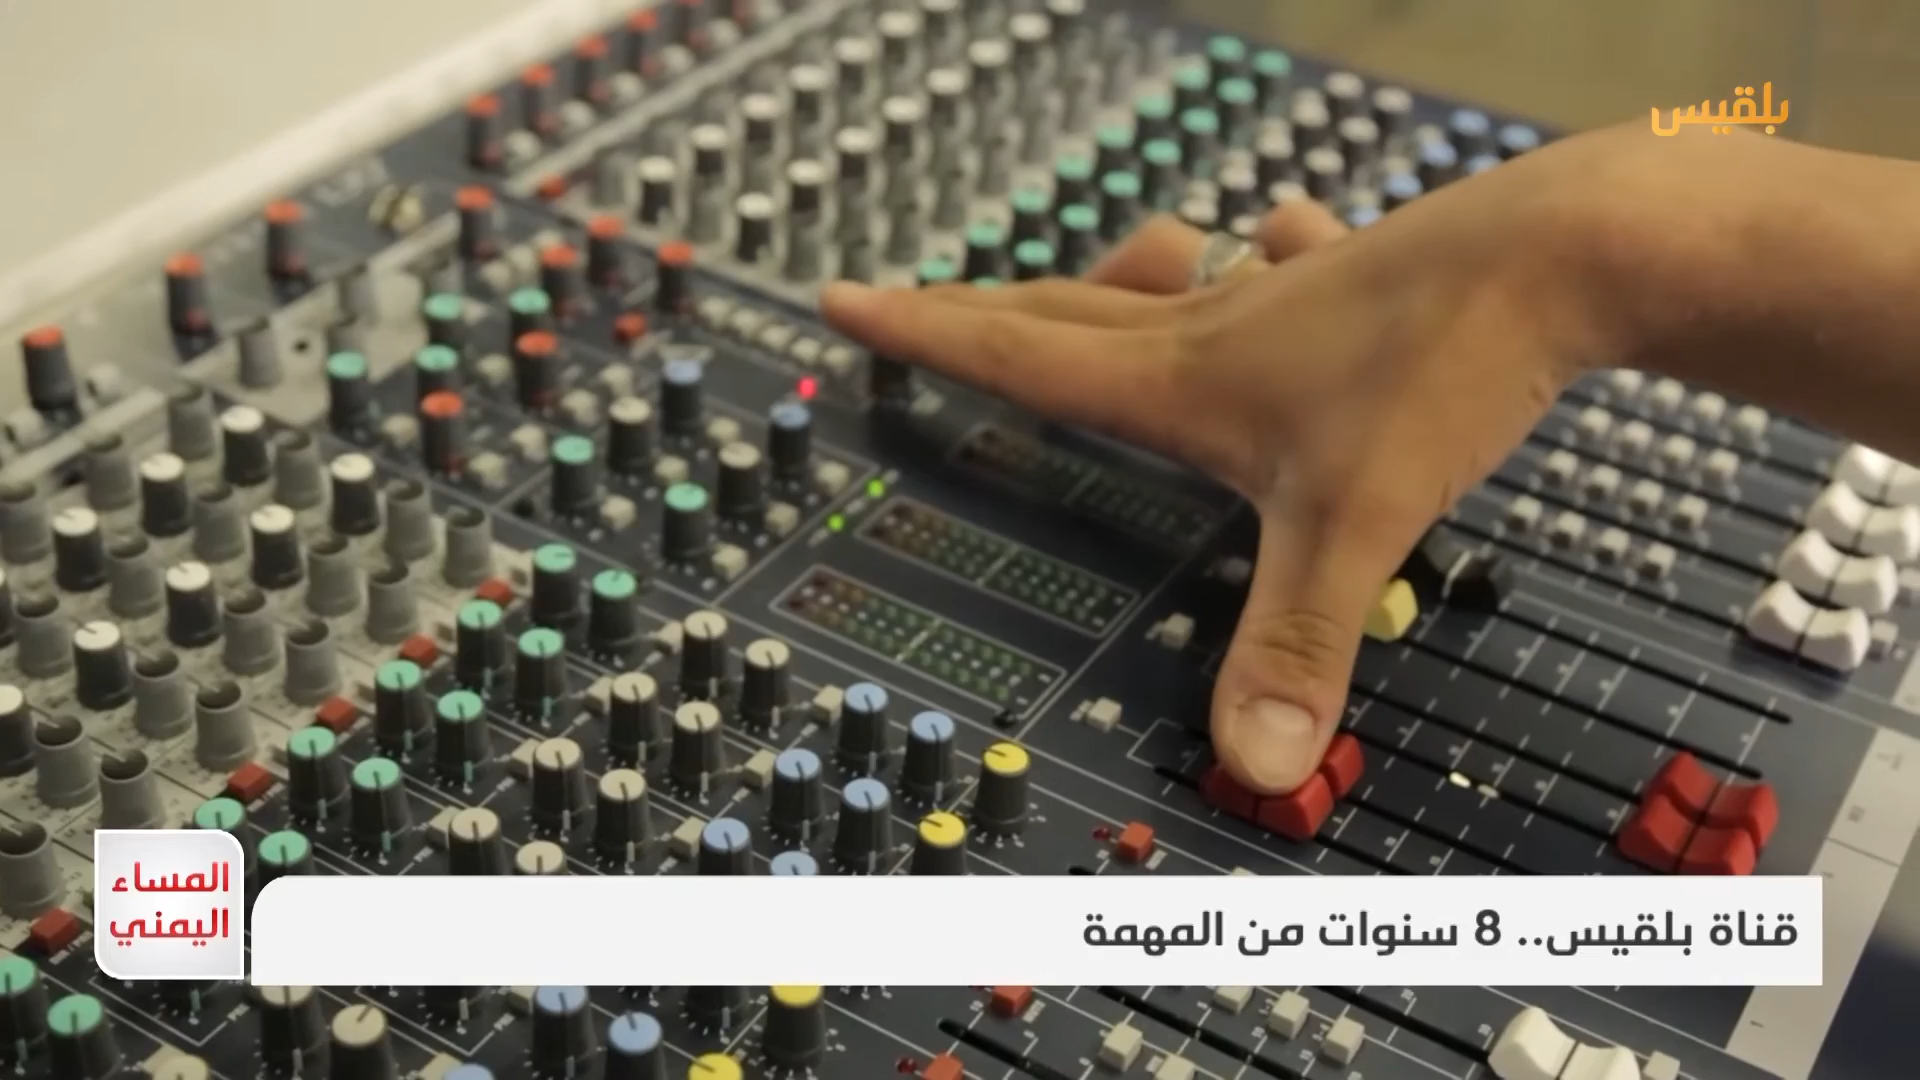 بلقيس
المساء
اليمني
قناة بلقيس.. 8 سنوات من المهمة